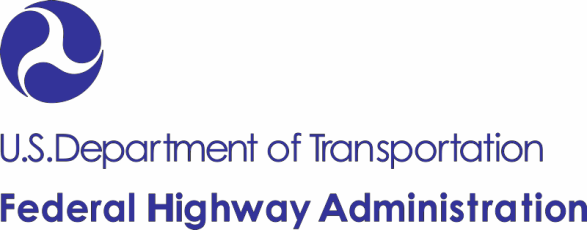 U.S.Department of Transportation
Federal Highway Administration